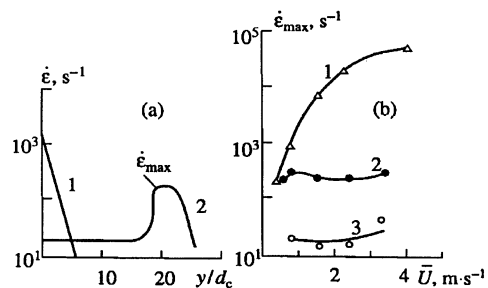 ε̇, s⁻¹
(a)
10³
1
ε̇max
2
10¹
0 10 20 y/dc
ε̇max, s⁻¹
10⁵
1
(b)
10³
2
3
10¹
2 4 Ū, m·s⁻¹